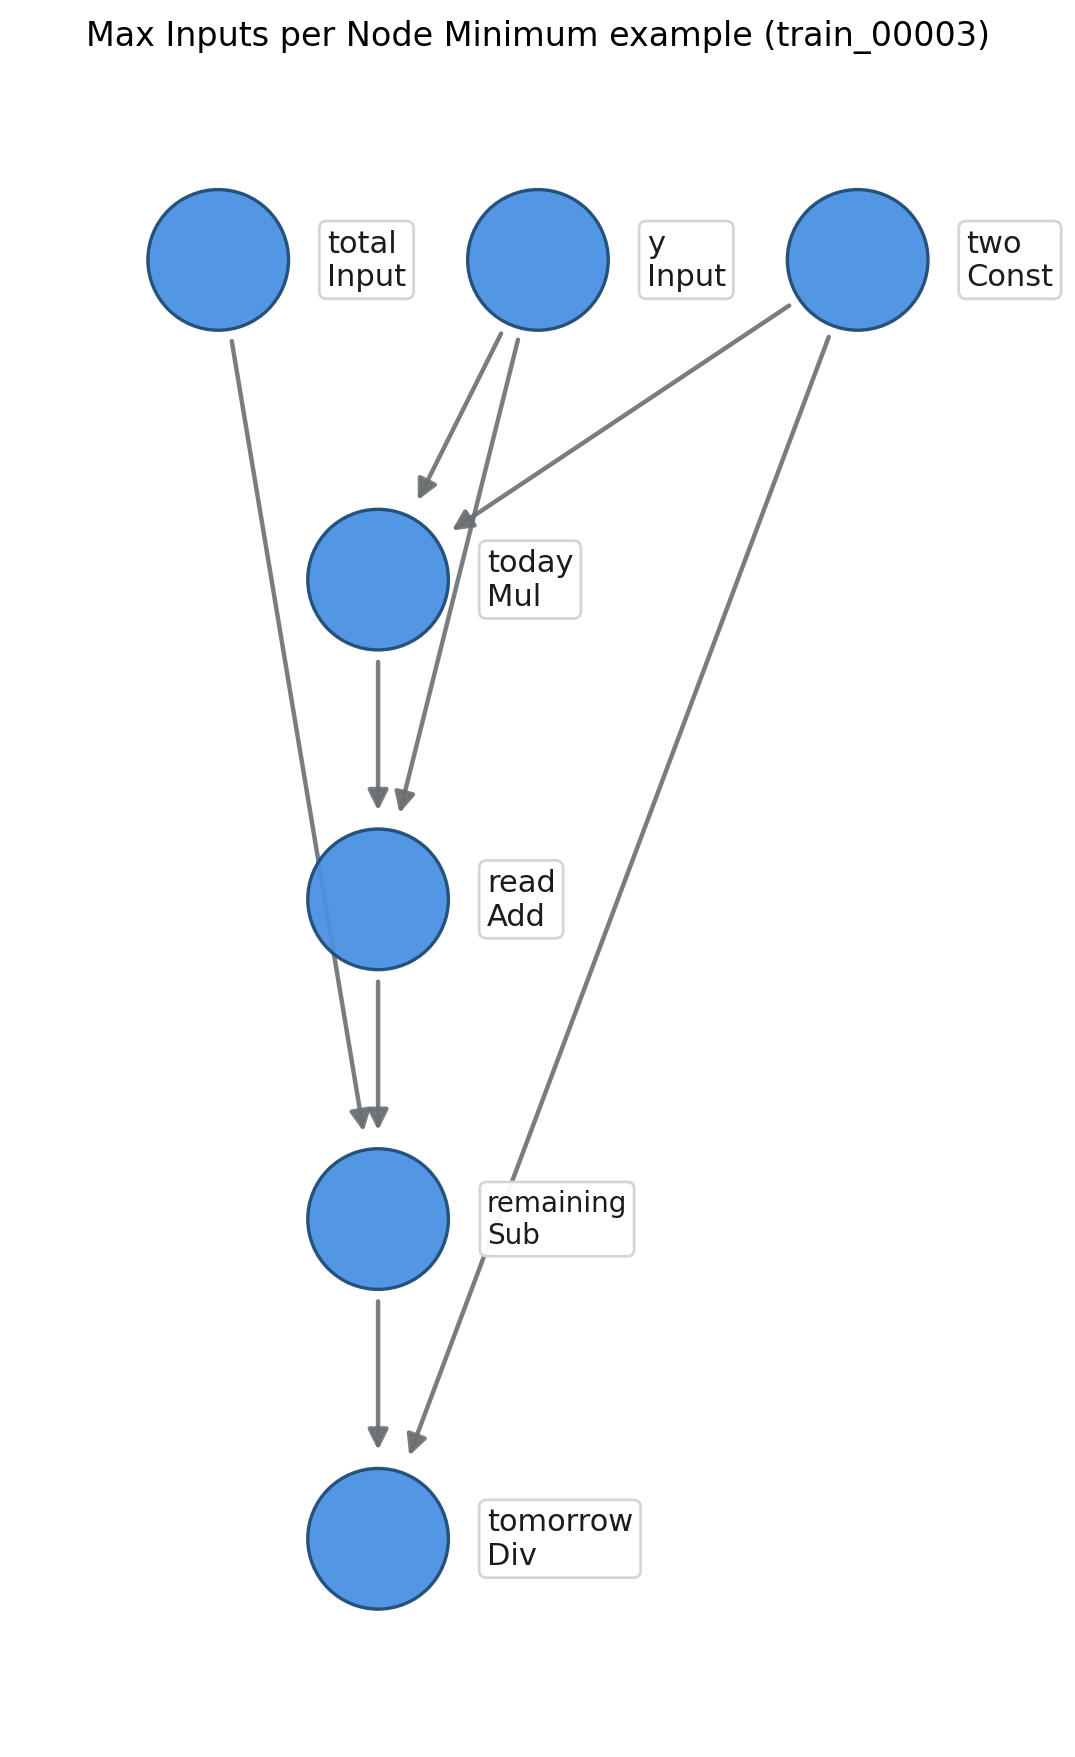 Max Inputs per Node Minimum example (train_00003)
total
Input
y
Input
two
Const
today
Mul
read
Add
remaining
Sub
tomorrow
Div